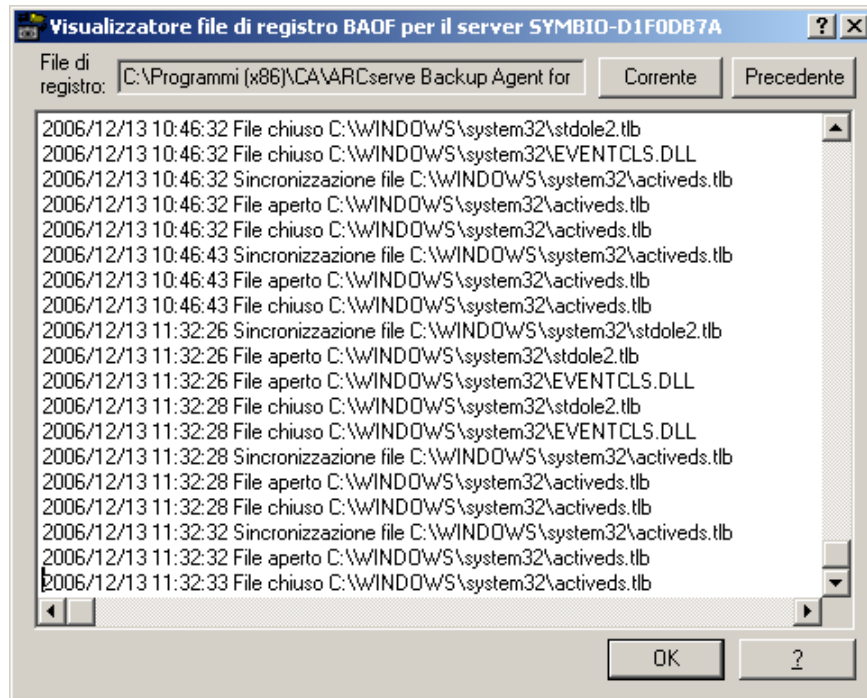 Visualizzatore file di registro BAOF per il server SYMBIO-D1F0DB7A
File di
registro:
C:\Programmi (x86)\CA\ARCserve Backup Agent for
Corrente
Precedente
2006/12/13 10:46:32 File chiuso C:\WINDOWS\system32\stdole2.tlb
2006/12/13 10:46:32 File chiuso C:\WINDOWS\system32\EVENTCLS.DLL
2006/12/13 10:46:32 Sincronizzazione file C:\WINDOWS\system32\activeds.tlb
2006/12/13 10:46:32 File aperto C:\WINDOWS\system32\activeds.tlb
2006/12/13 10:46:32 File chiuso C:\WINDOWS\system32\activeds.tlb
2006/12/13 10:46:43 Sincronizzazione file C:\WINDOWS\system32\activeds.tlb
2006/12/13 10:46:43 File aperto C:\WINDOWS\system32\activeds.tlb
2006/12/13 10:46:43 File chiuso C:\WINDOWS\system32\activeds.tlb
2006/12/13 11:32:26 Sincronizzazione file C:\WINDOWS\system32\stdole2.tlb
2006/12/13 11:32:26 File aperto C:\WINDOWS\system32\stdole2.tlb
2006/12/13 11:32:26 File aperto C:\WINDOWS\system32\EVENTCLS.DLL
2006/12/13 11:32:28 File chiuso C:\WINDOWS\system32\stdole2.tlb
2006/12/13 11:32:28 File chiuso C:\WINDOWS\system32\EVENTCLS.DLL
2006/12/13 11:32:28 Sincronizzazione file C:\WINDOWS\system32\activeds.tlb
2006/12/13 11:32:28 File aperto C:\WINDOWS\system32\activeds.tlb
2006/12/13 11:32:28 File chiuso C:\WINDOWS\system32\activeds.tlb
2006/12/13 11:32:32 Sincronizzazione file C:\WINDOWS\system32\activeds.tlb
2006/12/13 11:32:32 File aperto C:\WINDOWS\system32\activeds.tlb
2006/12/13 11:32:33 File chiuso C:\WINDOWS\system32\activeds.tlb
OK
?